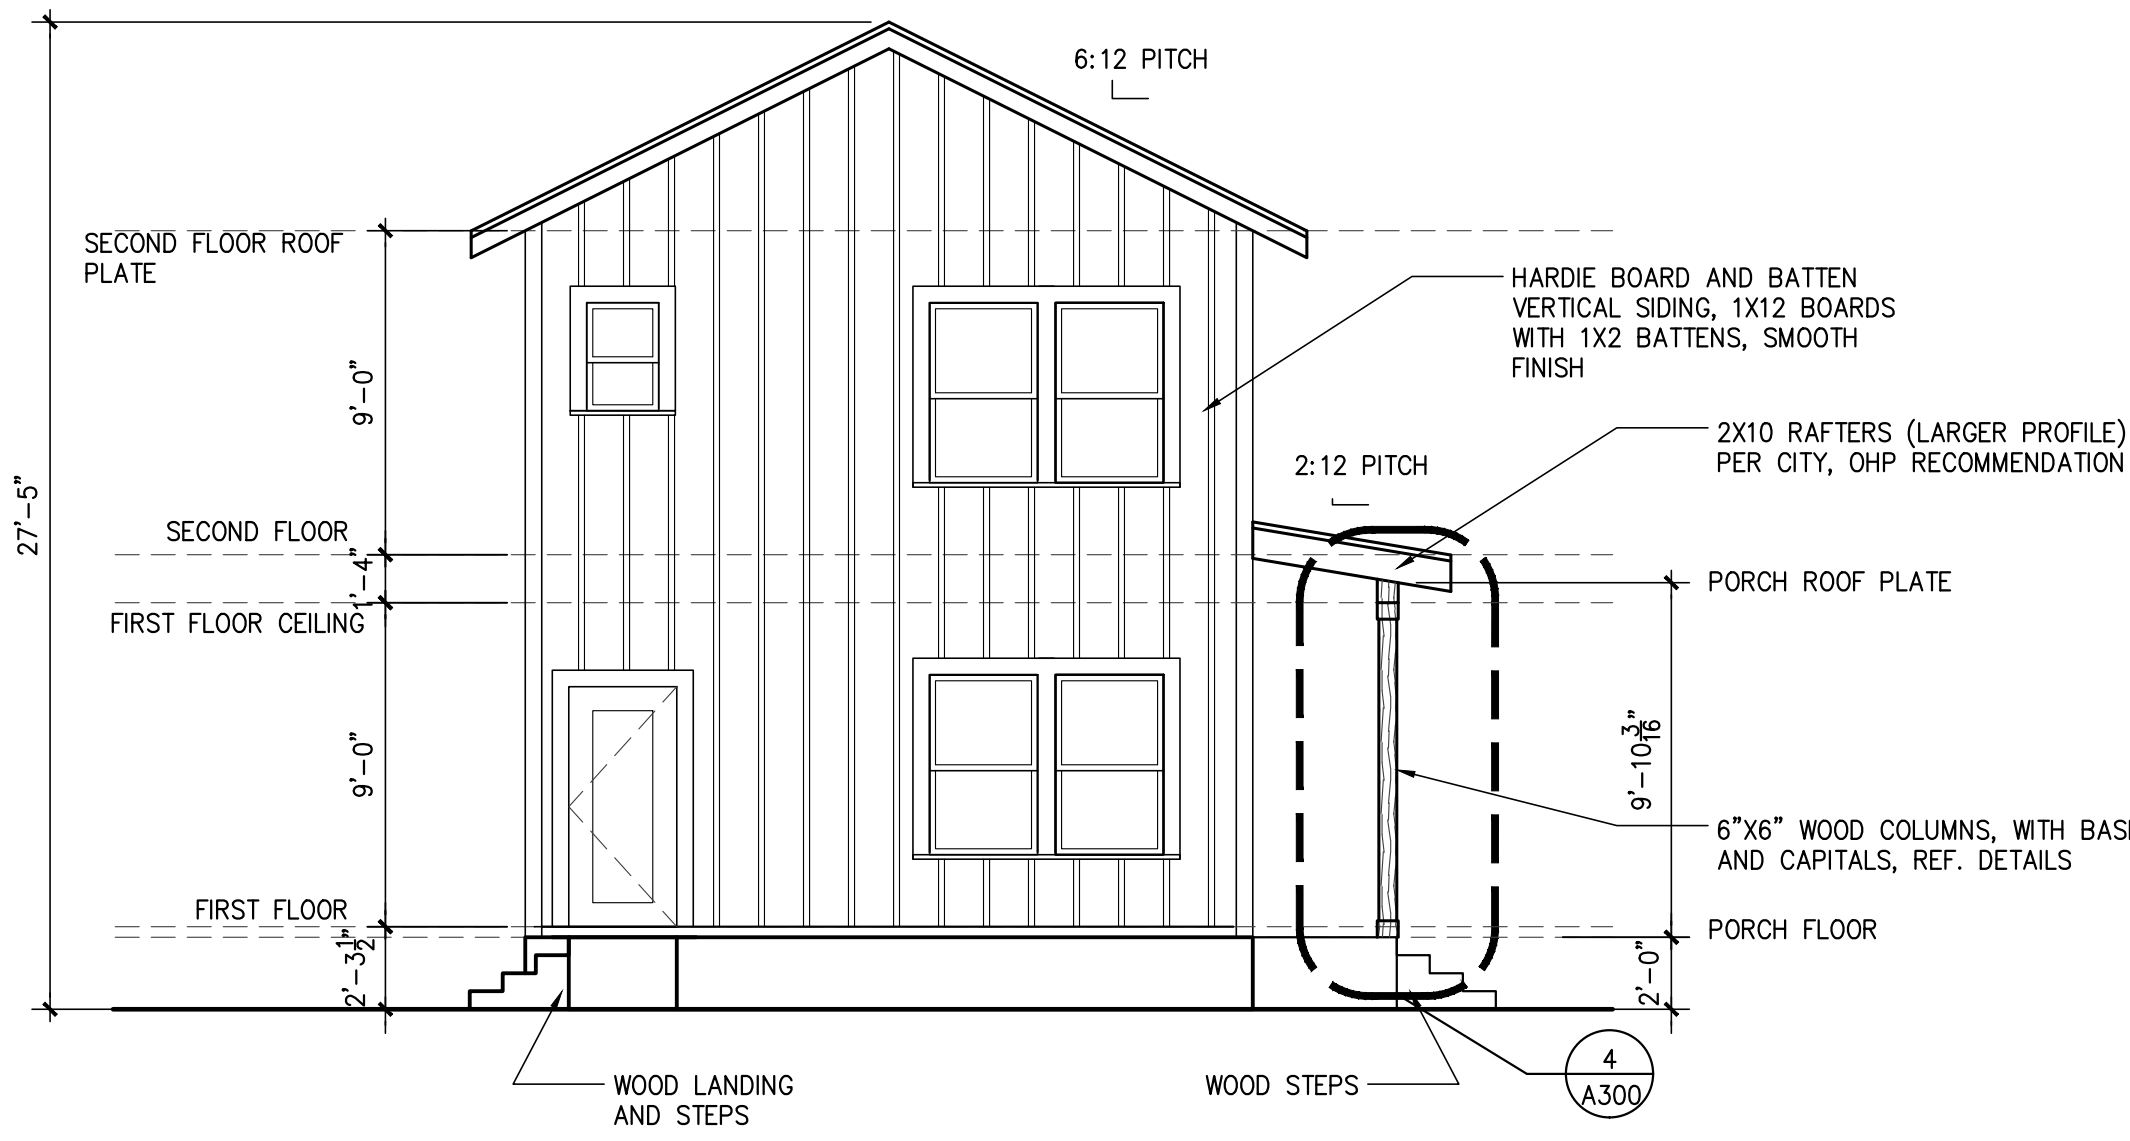 6:12 PITCH
SECOND FLOOR ROOF
PLATE
HARDIE BOARD AND BATTEN
VERTICAL SIDING, 1X12 BOARDS
WITH 1X2 BATTENS, SMOOTH
FINISH
9'-0"
2X10 RAFTERS (LARGER PROFILE)
PER CITY, OHP RECOMMENDATION
2:12 PITCH
27'-5"
SECOND FLOOR
1'-4"
PORCH ROOF PLATE
FIRST FLOOR CEILING
9'-0"
9'-10 3/16"
6"X6" WOOD COLUMNS, WITH BAS
AND CAPITALS, REF. DETAILS
FIRST FLOOR
PORCH FLOOR
2'-3 1/2"
2'-0"
WOOD LANDING
AND STEPS
WOOD STEPS
4
A300